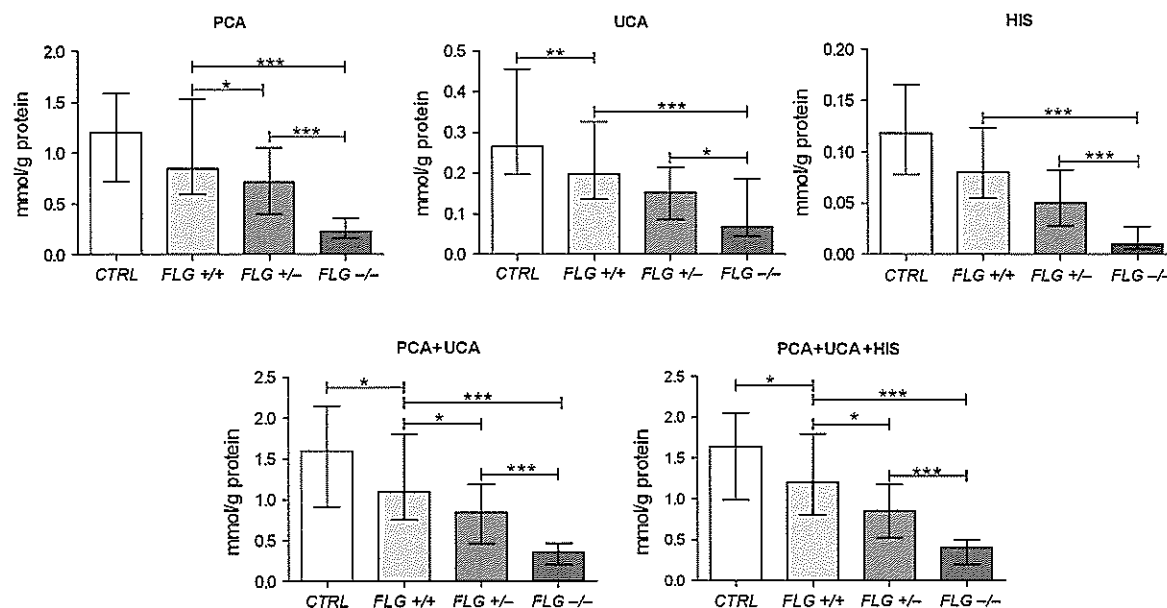 PCA
UCA
HIS
mmol/g protein
2.0
1.5
1.0
0.5
0.0
***
*
***
CTRL FLG +/+ FLG +/– FLG –/–
mmol/g protein
0.5
0.4
0.3
0.2
0.1
0.0
**
***
*
CTRL FLG +/+ FLG +/– FLG –/–
mmol/g protein
0.20
0.15
0.10
0.05
0.00
***
***
CTRL FLG +/+ FLG +/– FLG –/–
PCA+UCA
PCA+UCA+HIS
mmol/g protein
2.5
2.0
1.5
1.0
0.5
0.0
*
***
*
***
CTRL FLG +/+ FLG +/– FLG –/–
mmol/g protein
2.5
2.0
1.5
1.0
0.5
0.0
*
***
*
***
CTRL FLG +/+ FLG +/– FLG –/–